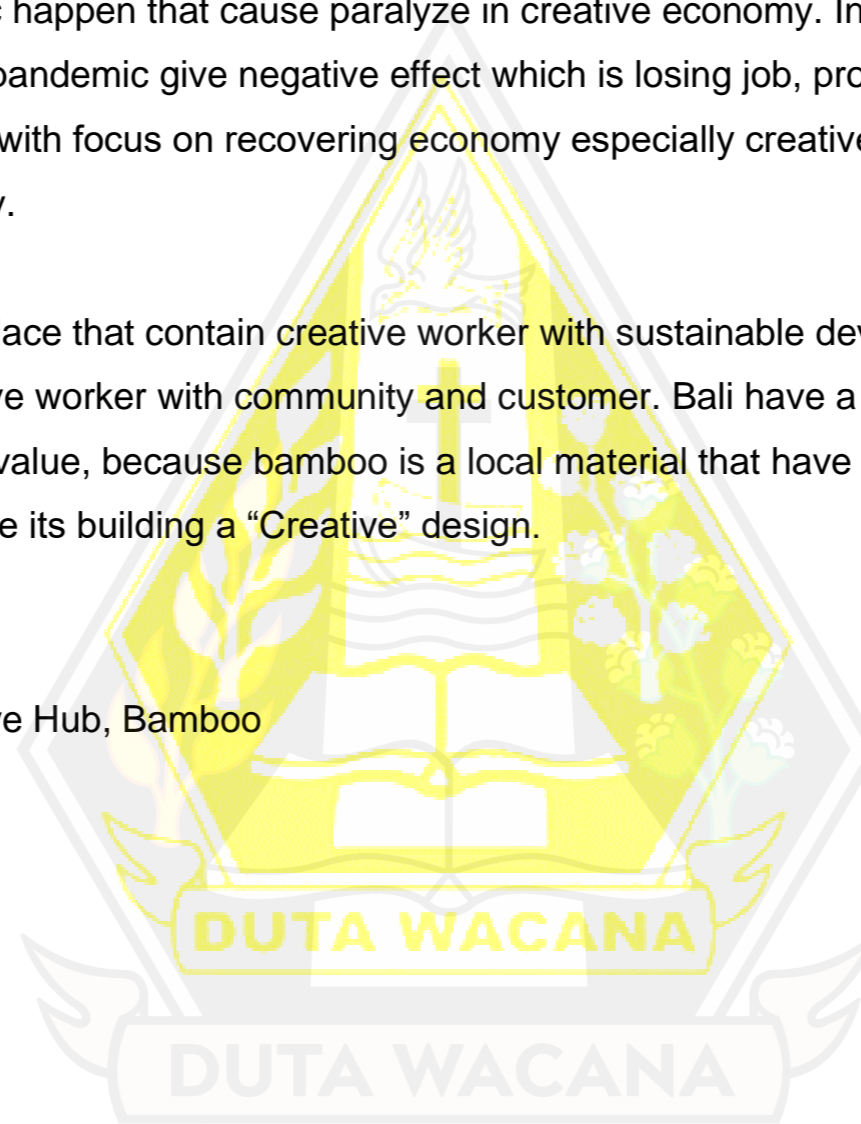 happen that cause paralyze in creative economy. In
pandemic give negative effect which is losing job, pro
with focus on recovering economy especially creative
y.
ace that contain creative worker with sustainable dev
ve worker with community and customer. Bali have a
value, because bamboo is a local material that have
e its building a “Creative” design.
ve Hub, Bamboo
DUTA WACANA
DUTA WACANA